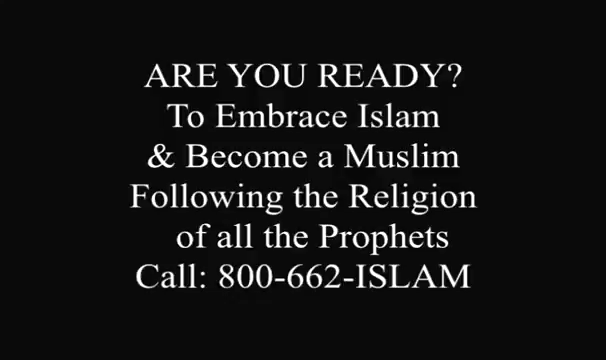 ARE YOU READY?
To Embrace Islam
& Become a Muslim
Following the Religion
of all the Prophets
Call: 800-662-ISLAM